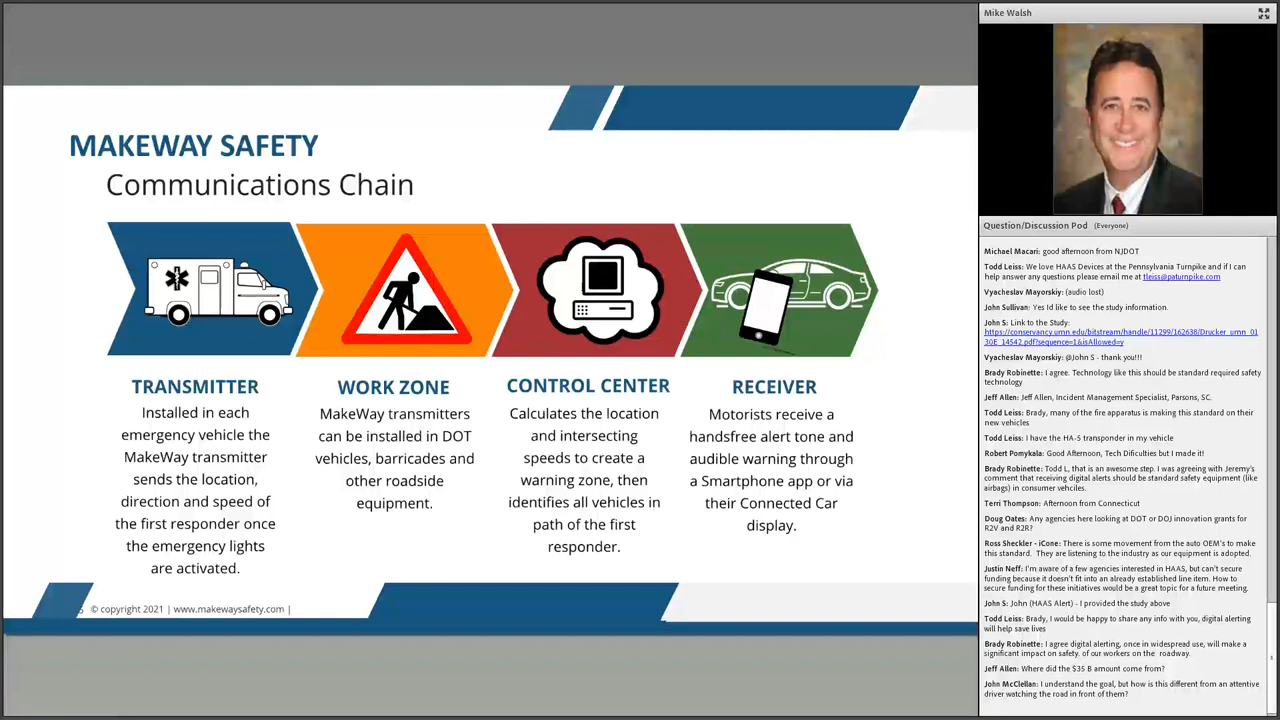 MAKEWAY SAFETY
Communications Chain
TRANSMITTER
Installed in each
emergency vehicle the
MakeWay transmitter
sends the location,
direction and speed of
the first responder once
the emergency lights
are activated.
WORK ZONE
MakeWay transmitters
can be installed in DOT
vehicles, barricades and
other roadside
equipment.
CONTROL CENTER
Calculates the location
and intersecting
speeds to create a
warning zone, then
identifies all vehicles in
path of the first
responder.
RECEIVER
Motorists receive a
handsfree alert tone and
audible warning through
a Smartphone app or via
their Connected Car
display.
© copyright 2021 | www.makewaysafety.com |
Mike Walsh
Question/Discussion Pod (Everyone)
Michael Macari: good afternoon from NJDOT
Todd Leiss: We love HAAS Devices at the Pennsylvania Turnpike and if I can
help answer any questions please email me at tleiss@paturnpike.com
Vyacheslav Mayorskiy: (audio lost)
John Sullivan: Yes Id like to see the study information.
John S: Link to the Study:
https://conservancy.umn.edu/bitstream/handle/11299/162638/Drucker_umn_01
30E_14542.pdf?sequence=1&isAllowed=y
Vyacheslav Mayorskiy: @John S - thank you!!!
Brady Robinette: I agree. Technology like this should be standard required safety
technology
Jeff Allen: Jeff Allen, Incident Management Specialist, Parsons, SC.
Todd Leiss: Brady, many of the fire apparatus is making this standard on their
new vehicles
Todd Leiss: I have the HA-5 transponder in my vehicle
Robert Pomykala: Good Afternoon, Tech Dificulties but I made it!
Brady Robinette: Todd L, that is an awesome step. I was agreeing with Jeremy's
comment that receiving digital alerts should be standard safety equipment (like
airbags) in consumer vehciles.
Terri Thompson: Afternoon from Connecticut
Doug Oates: Any agencies here looking at DOT or DOJ innovation grants for
R2V and R2R?
Ross Sheckler - iCone: There is some movement from the auto OEM's to make
this standard. They are listening to the industry as our equipment is adopted.
Justin Neff: I'm aware of a few agencies interested in HAAS, but can't secure
funding because it doesn't fit into an already established line item. How to
secure funding for these initiatives would be a great topic for a future meeting.
John S: John (HAAS Alert) - I provided the study above
Todd Leiss: Brady, I would be happy to share any info with you, digital alerting
will help save lives
Brady Robinette: I agree digital alerting, once in widespread use, will make a
significant impact on safety. of our workers on the roadway.
Jeff Allen: Where did the $35 B amount come from?
John McClellan: I understand the goal, but how is this different from an attentive
driver watching the road in front of them?